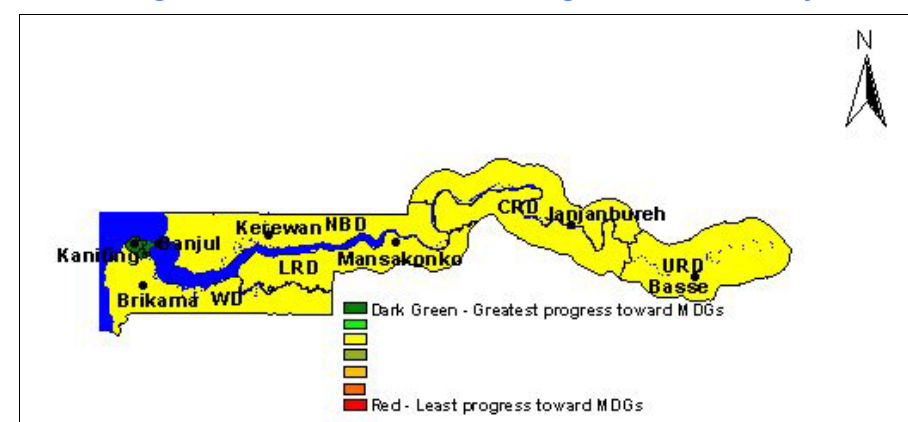 N
CRD Janjanbureh
Kerewan NBD
Banjul
Kanifing
Mansakonko
LRD
URD
Basse
Brikama WD
Dark Green - Greatest progress toward MDGs
Red - Least progress toward MDGs